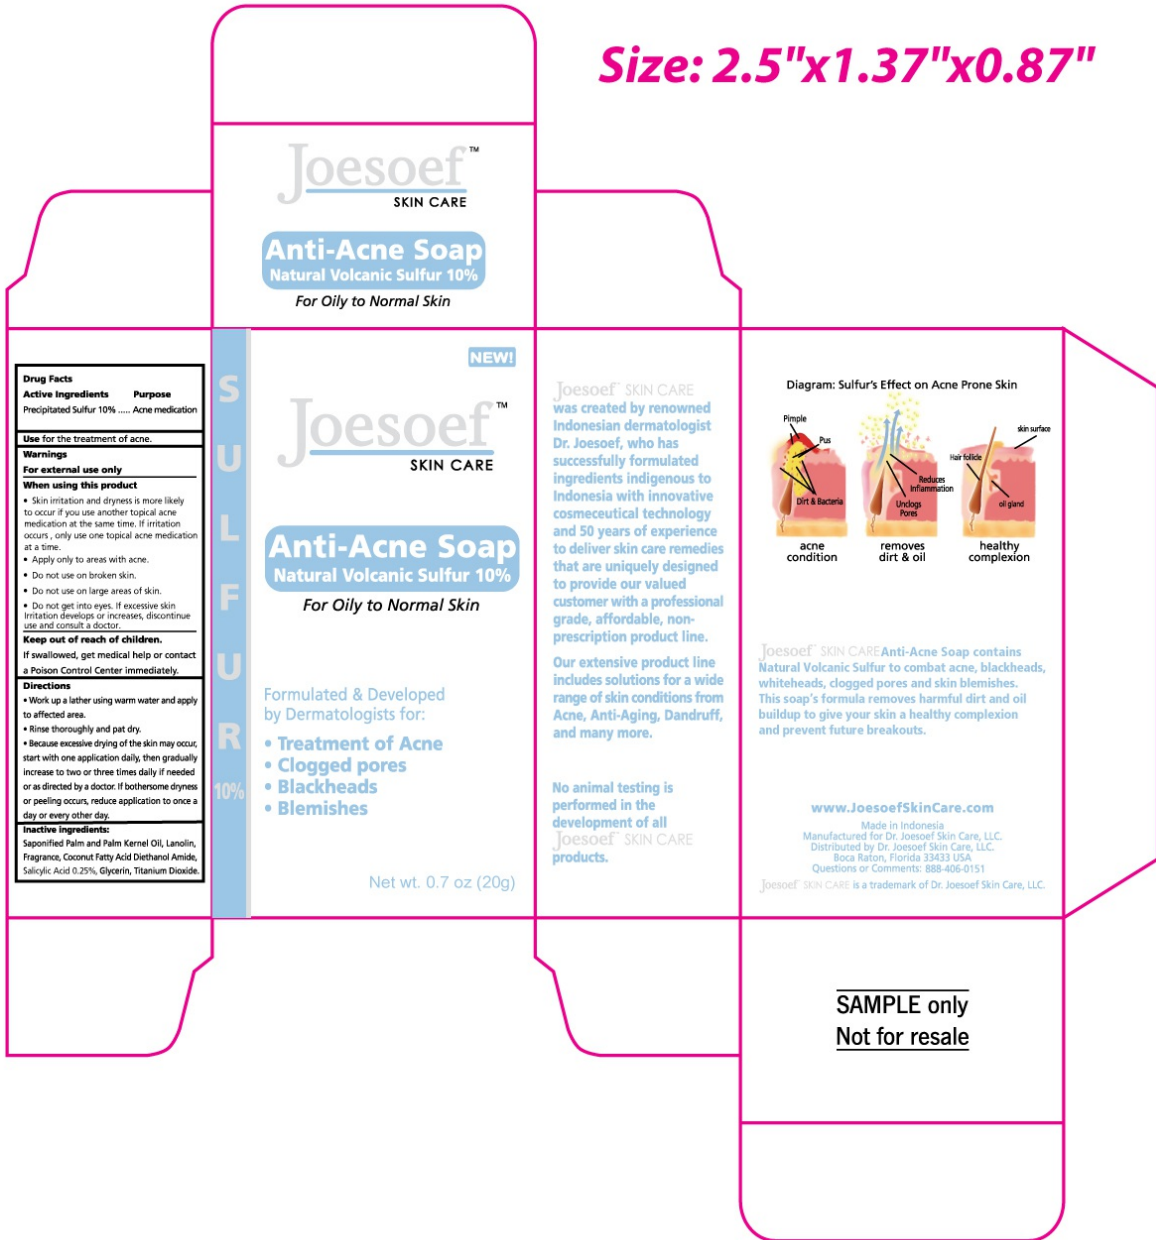 Size: 2.5"x1.37"x0.87"
Joesoef™
SKIN CARE
Anti-Acne Soap
Natural Volcanic Sulfur 10%
For Oily to Normal Skin
Drug Facts
Active Ingredients Purpose
Precipitated Sulfur 10% ..... Acne medication
Use for the treatment of acne.
Warnings
For external use only
When using this product
• Skin irritation and dryness is more likely
to occur if you use another topical acne
medication at the same time. If irritation
occurs , only use one topical acne medication
at a time.
• Apply only to areas with acne.
• Do not use on broken skin.
• Do not use on large areas of skin.
• Do not get into eyes. If excessive skin
Irritation develops or increases, discontinue
use and consult a doctor.
Keep out of reach of children.
If swallowed, get medical help or contact
a Poison Control Center immediately.
Directions
• Work up a lather using warm water and apply
to affected area.
• Rinse thoroughly and pat dry.
• Because excessive drying of the skin may occur,
start with one application daily, then gradually
increase to two or three times daily if needed
or as directed by a doctor. If bothersome dryness
or peeling occurs, reduce application to once a
day or every other day.
Inactive ingredients:
Saponified Palm and Palm Kernel Oil, Lanolin,
Fragrance, Coconut Fatty Acid Diethanol Amide,
Salicylic Acid 0.25%, Glycerin, Titanium Dioxide.
SULFUR
10%
NEW!
Joesoef™
SKIN CARE
Anti-Acne Soap
Natural Volcanic Sulfur 10%
For Oily to Normal Skin
Formulated & Developed
by Dermatologists for:
• Treatment of Acne
• Clogged pores
• Blackheads
• Blemishes
Net wt. 0.7 oz (20g)
Joesoef™ SKIN CARE
was created by renowned
Indonesian dermatologist
Dr. Joesoef, who has
successfully formulated
ingredients indigenous to
Indonesia with innovative
cosmeceutical technology
and 50 years of experience
to deliver skin care remedies
that are uniquely designed
to provide our valued
customer with a professional
grade, affordable, non-
prescription product line.
Our extensive product line
includes solutions for a wide
range of skin conditions from
Acne, Anti-Aging, Dandruff,
and many more.
No animal testing is
performed in the
development of all
Joesoef™ SKIN CARE
products.
Diagram: Sulfur's Effect on Acne Prone Skin
Pimple
Pus
Dirt & Bacteria
acne
condition
Reduces
Inflammation
Unclogs
Pores
removes
dirt & oil
skin surface
Hair follicle
oil gland
healthy
complexion
Joesoef™ SKIN CARE Anti-Acne Soap contains
Natural Volcanic Sulfur to combat acne, blackheads,
whiteheads, clogged pores and skin blemishes.
This soap's formula removes harmful dirt and oil
buildup to give your skin a healthy complexion
and prevent future breakouts.
www.JoesoefSkinCare.com
Made in Indonesia
Manufactured for Dr. Joesoef Skin Care, LLC.
Distributed by Dr. Joesoef Skin Care, LLC.
Boca Raton, Florida 33433 USA
Questions or Comments: 888-406-0151
Joesoef™ SKIN CARE is a trademark of Dr. Joesoef Skin Care, LLC.
SAMPLE only
Not for resale